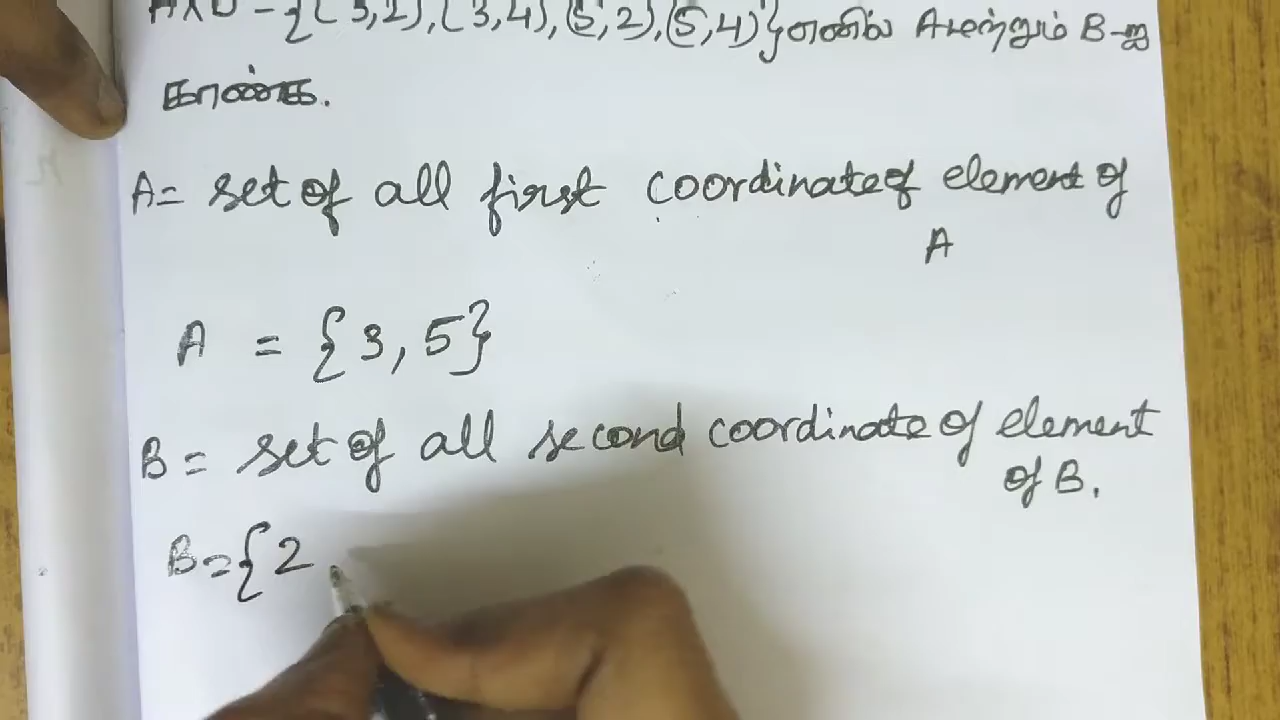 A×B = {(3,2),(3,4),(5,2),(5,4)} எனில் A மற்றும் B-ஐ
காண்க.
A= set of all first coordinate of element of
A
A = {3,5}
B= set of all second coordinate of element
of B.
B={2